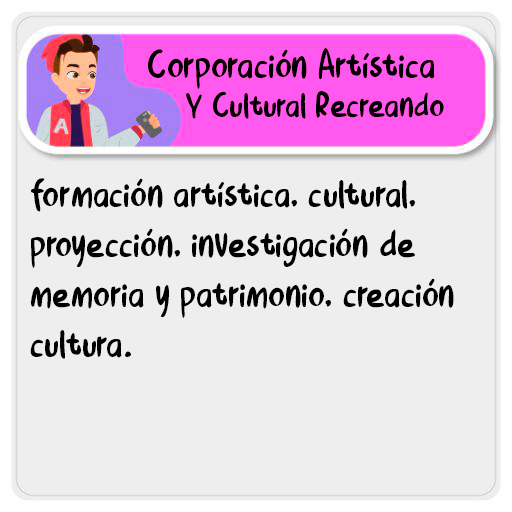 Corporación Artística
Y Cultural Recreando
A
formación artística, cultural,
proyección, investigación de
memoria y patrimonio, creación
cultura.